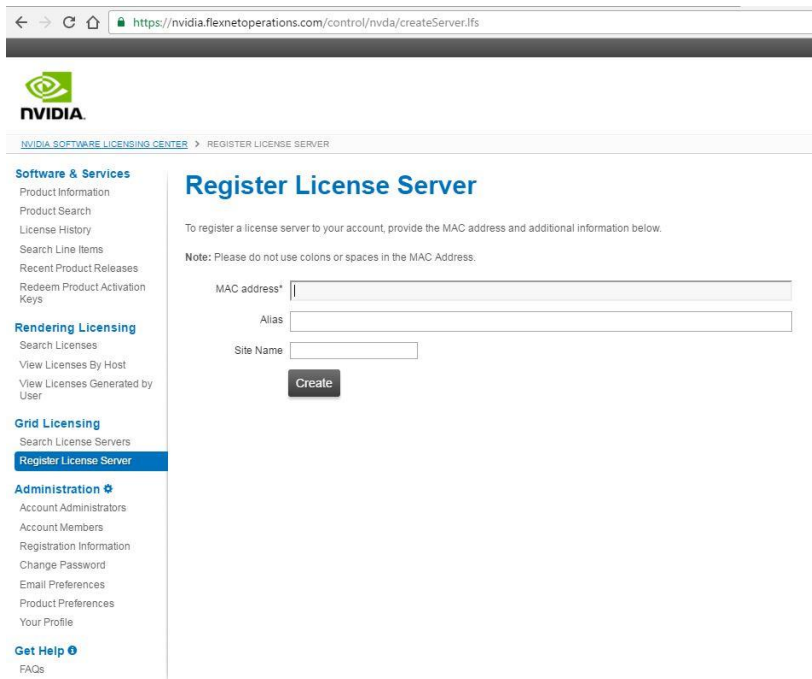 https://nvidia.flexnetoperations.com/control/nvda/createServer.lfs
NVIDIA.
NVIDIA SOFTWARE LICENSING CENTER > REGISTER LICENSE SERVER
Software & Services
Product Information
Product Search
License History
Search Line Items
Recent Product Releases
Redeem Product Activation
Keys
Rendering Licensing
Search Licenses
View Licenses By Host
View Licenses Generated by
User
Grid Licensing
Search License Servers
Register License Server
Administration
Account Administrators
Account Members
Registration Information
Change Password
Email Preferences
Product Preferences
Your Profile
Get Help
FAQs
Register License Server
To register a license server to your account, provide the MAC address and additional information below.
Note: Please do not use colons or spaces in the MAC Address.
MAC address*
Alias
Site Name
Create